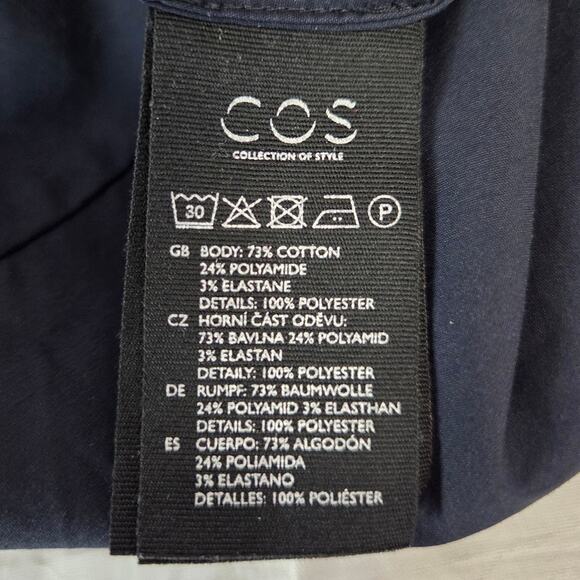 COS
COLLECTION OF STYLE
30 P
GB BODY: 73% COTTON
24% POLYAMIDE
3% ELASTANE
DETAILS: 100% POLYESTER
CZ HORNÍ ČÁST ODĚVU:
73% BAVLNA 24% POLYAMID
3% ELASTAN
DETAILY: 100% POLYESTER
DE RUMPF: 73% BAUMWOLLE
24% POLYAMID 3% ELASTHAN
DETAILS: 100% POLYESTER
ES CUERPO: 73% ALGODÓN
24% POLIAMIDA
3% ELASTANO
DETALLES: 100% POLIÉSTER